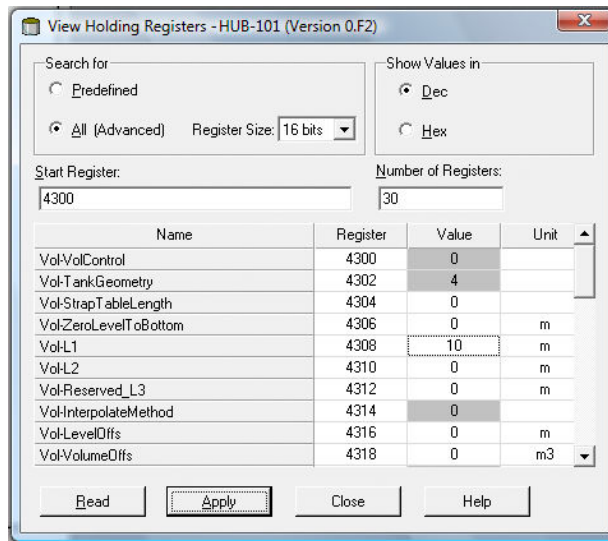 View Holding Registers - HUB-101 (Version 0.F2)
Search for
Predefined
All (Advanced) Register Size: 16 bits
Show Values in
Dec
Hex
Start Register:
4300
Number of Registers:
30
Name Register Value Unit
Vol-VolControl 4300 0
Vol-TankGeometry 4302 4
Vol-StrapTableLength 4304 0
Vol-ZeroLevelToBottom 4306 0 m
Vol-L1 4308 10 m
Vol-L2 4310 0 m
Vol-Reserved_L3 4312 0 m
Vol-InterpolateMethod 4314 0
Vol-LevelOffs 4316 0 m
Vol-VolumeOffs 4318 0 m3
Read Apply Close Help